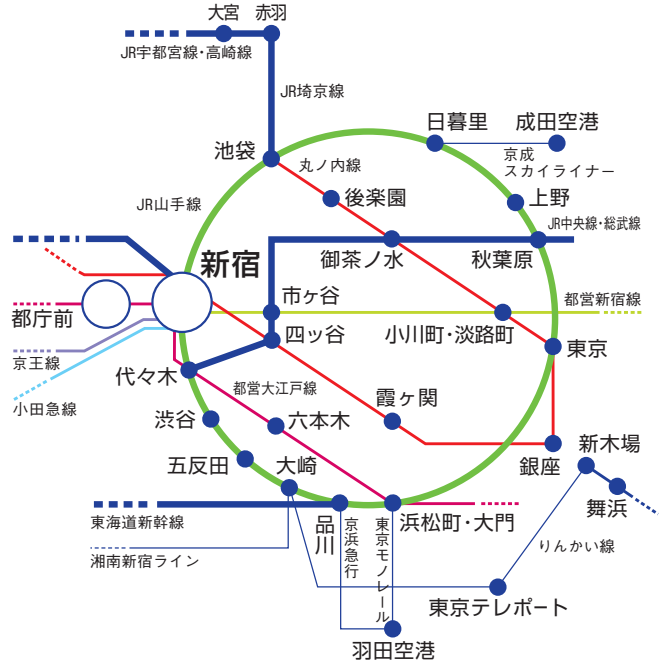 大宮
赤羽
JR宇都宮線・高崎線
JR埼京線
日暮里
成田空港
京成
スカイライナー
池袋
丸ノ内線
後楽園
上野
JR山手線
JR中央線・総武線
新宿
御茶ノ水
秋葉原
市ヶ谷
都営新宿線
都庁前
四ッ谷
小川町・淡路町
東京
京王線
代々木
小田急線
都営大江戸線
霞ヶ関
渋谷
六本木
五反田
大崎
銀座
新木場
舞浜
東海道新幹線
品川
京浜急行
東京モノレール
浜松町・大門
湘南新宿ライン
りんかい線
東京テレポート
羽田空港